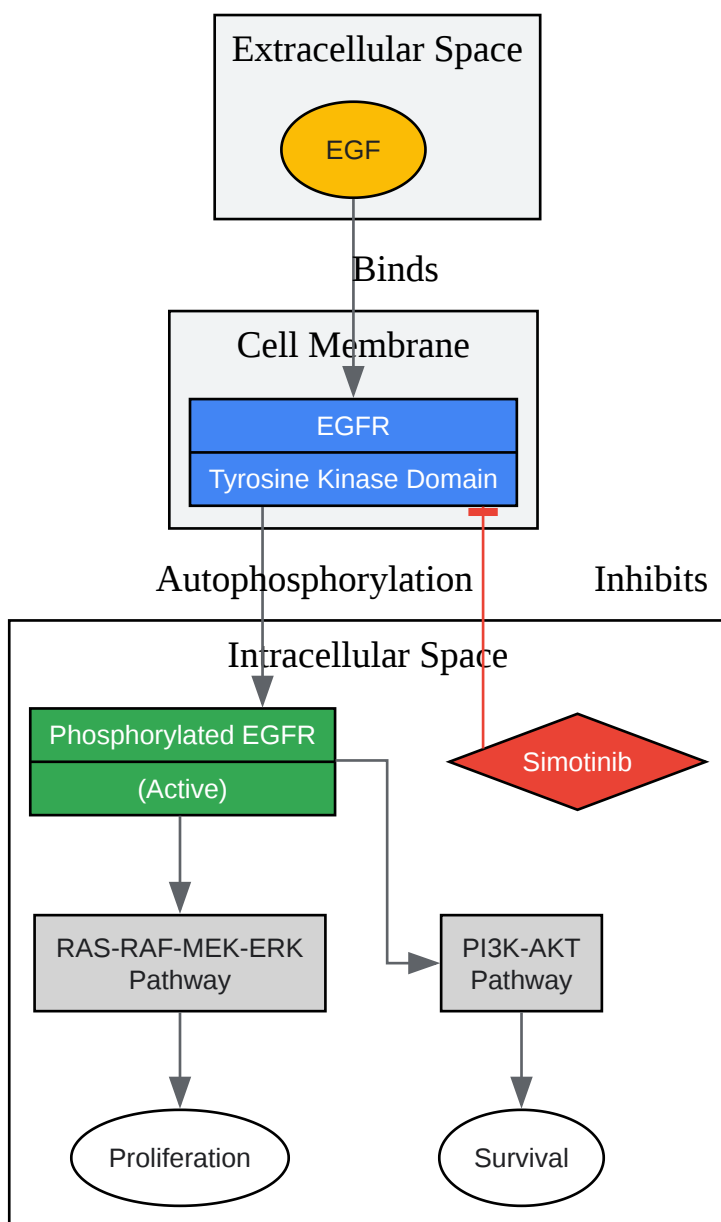 Extracellular Space
EGF
Binds
Cell Membrane
EGFR
Tyrosine Kinase Domain
Autophosphorylation
Inhibits
Intracellular Space
Phosphorylated EGFR
(Active)
Simotinib
RAS-RAF-MEK-ERK
Pathway
PI3K-AKT
Pathway
Proliferation
Survival